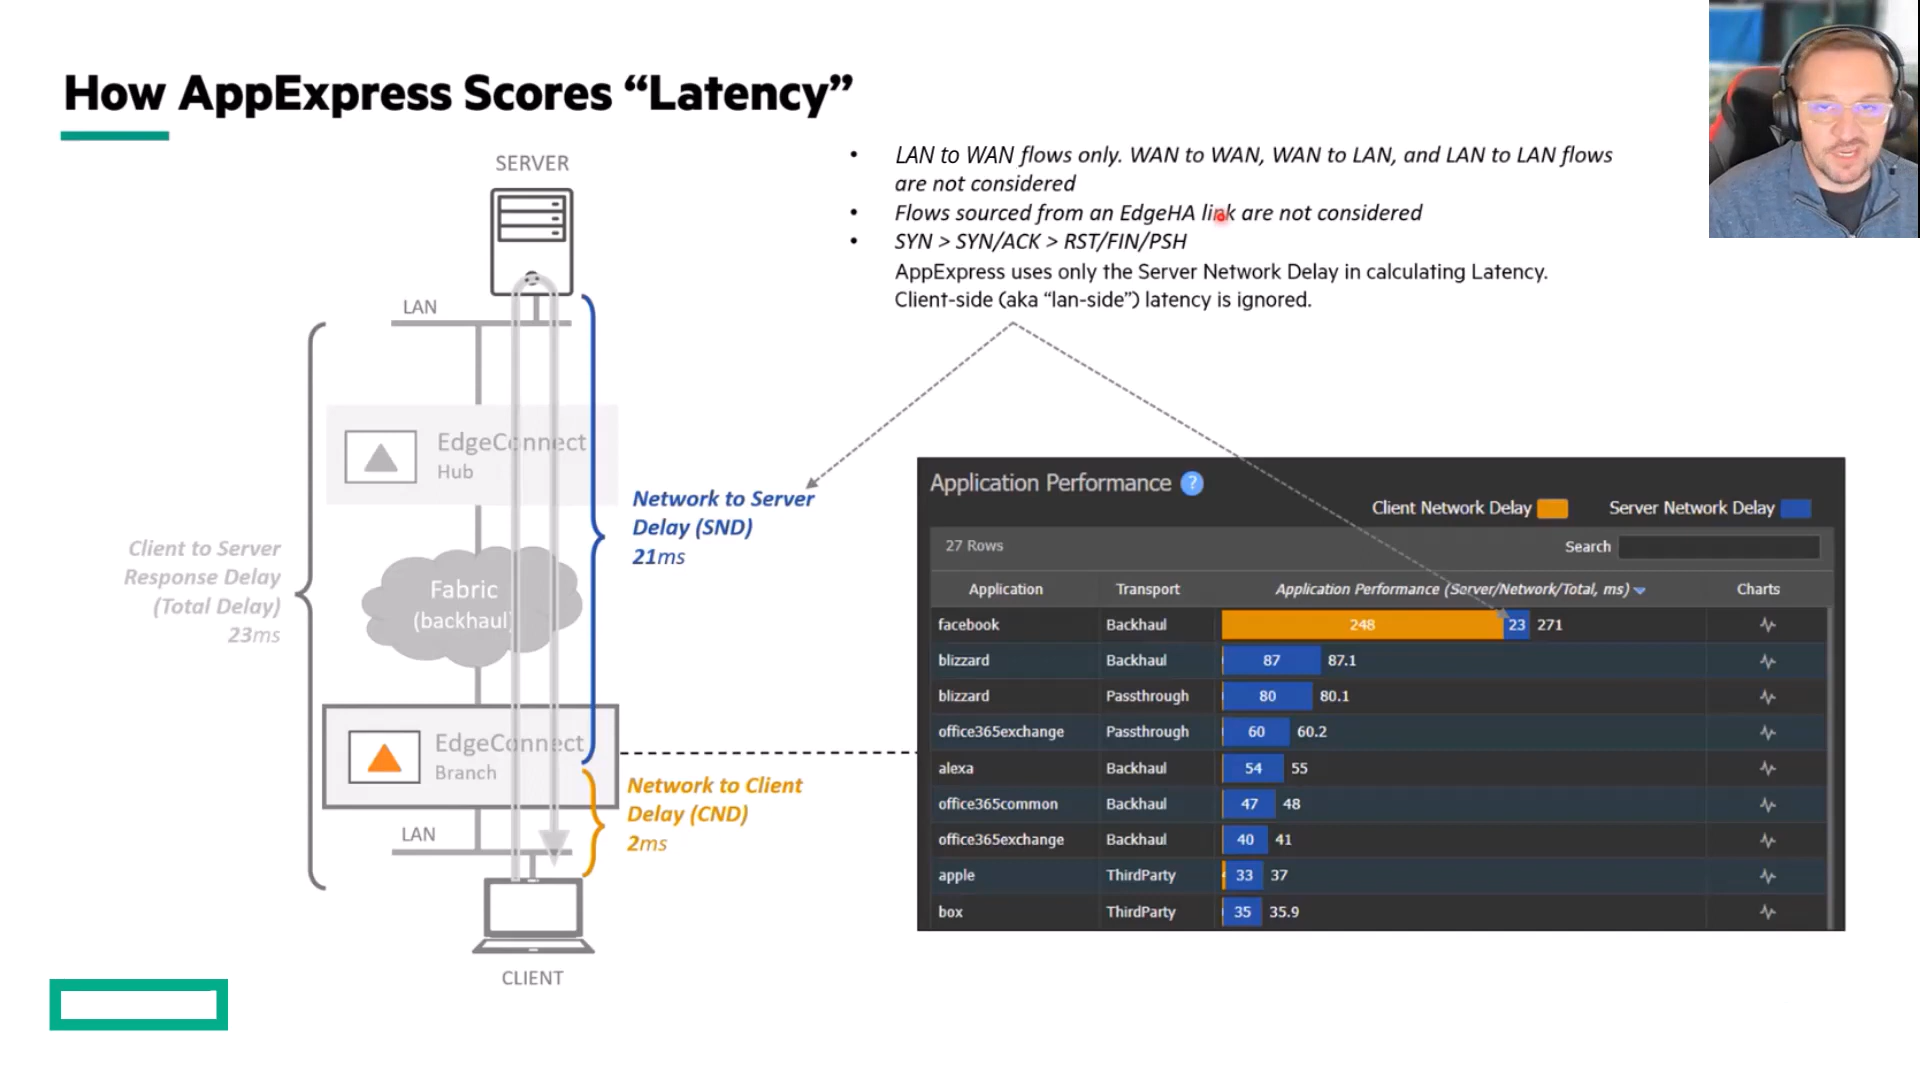 How AppExpress Scores “Latency”
• LAN to WAN flows only. WAN to WAN, WAN to LAN, and LAN to LAN flows
are not considered
• Flows sourced from an EdgeHA link are not considered
• SYN > SYN/ACK > RST/FIN/PSH
AppExpress uses only the Server Network Delay in calculating Latency.
Client-side (aka “lan-side”) latency is ignored.
SERVER
LAN
EdgeConnect
Hub
Network to Server
Delay (SND)
21ms
Client to Server
Response Delay
(Total Delay)
23ms
Fabric
(backhaul)
EdgeConnect
Branch
Network to Client
Delay (CND)
2ms
LAN
CLIENT
Application Performance ?
Client Network Delay Server Network Delay
27 Rows Search
Application Transport Application Performance (Server/Network/Total, ms) Charts
facebook Backhaul 248 23 271
blizzard Backhaul 87 87.1
blizzard Passthrough 80 80.1
office365exchange Passthrough 60 60.2
alexa Backhaul 54 55
office365common Backhaul 47 48
office365exchange Backhaul 40 41
apple ThirdParty 33 37
box ThirdParty 35 35.9